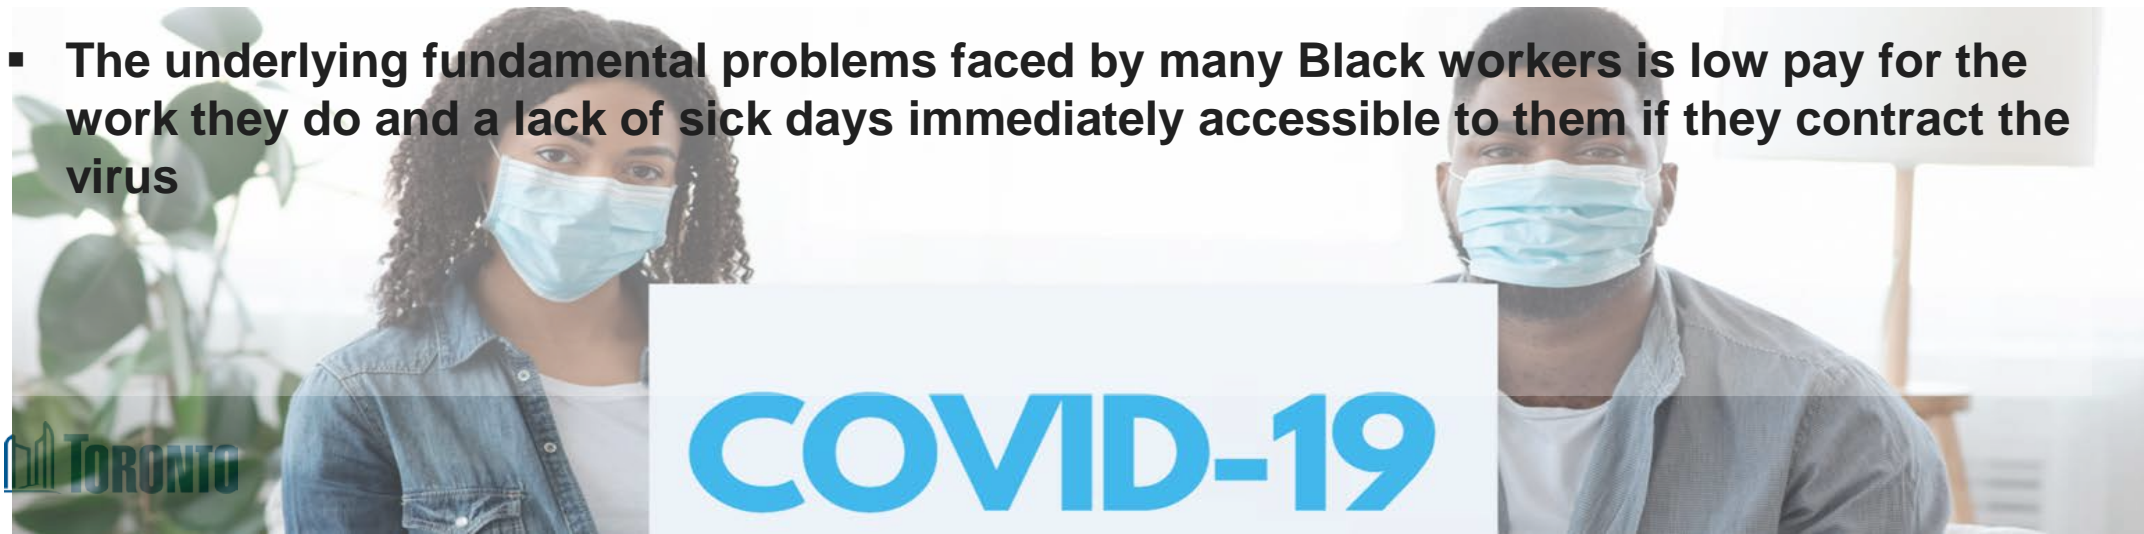 ▪ The underlying fundamental problems faced by many Black workers is low pay for the
work they do and a lack of sick days immediately accessible to them if they contract the
virus
COVID-19
TORONTO